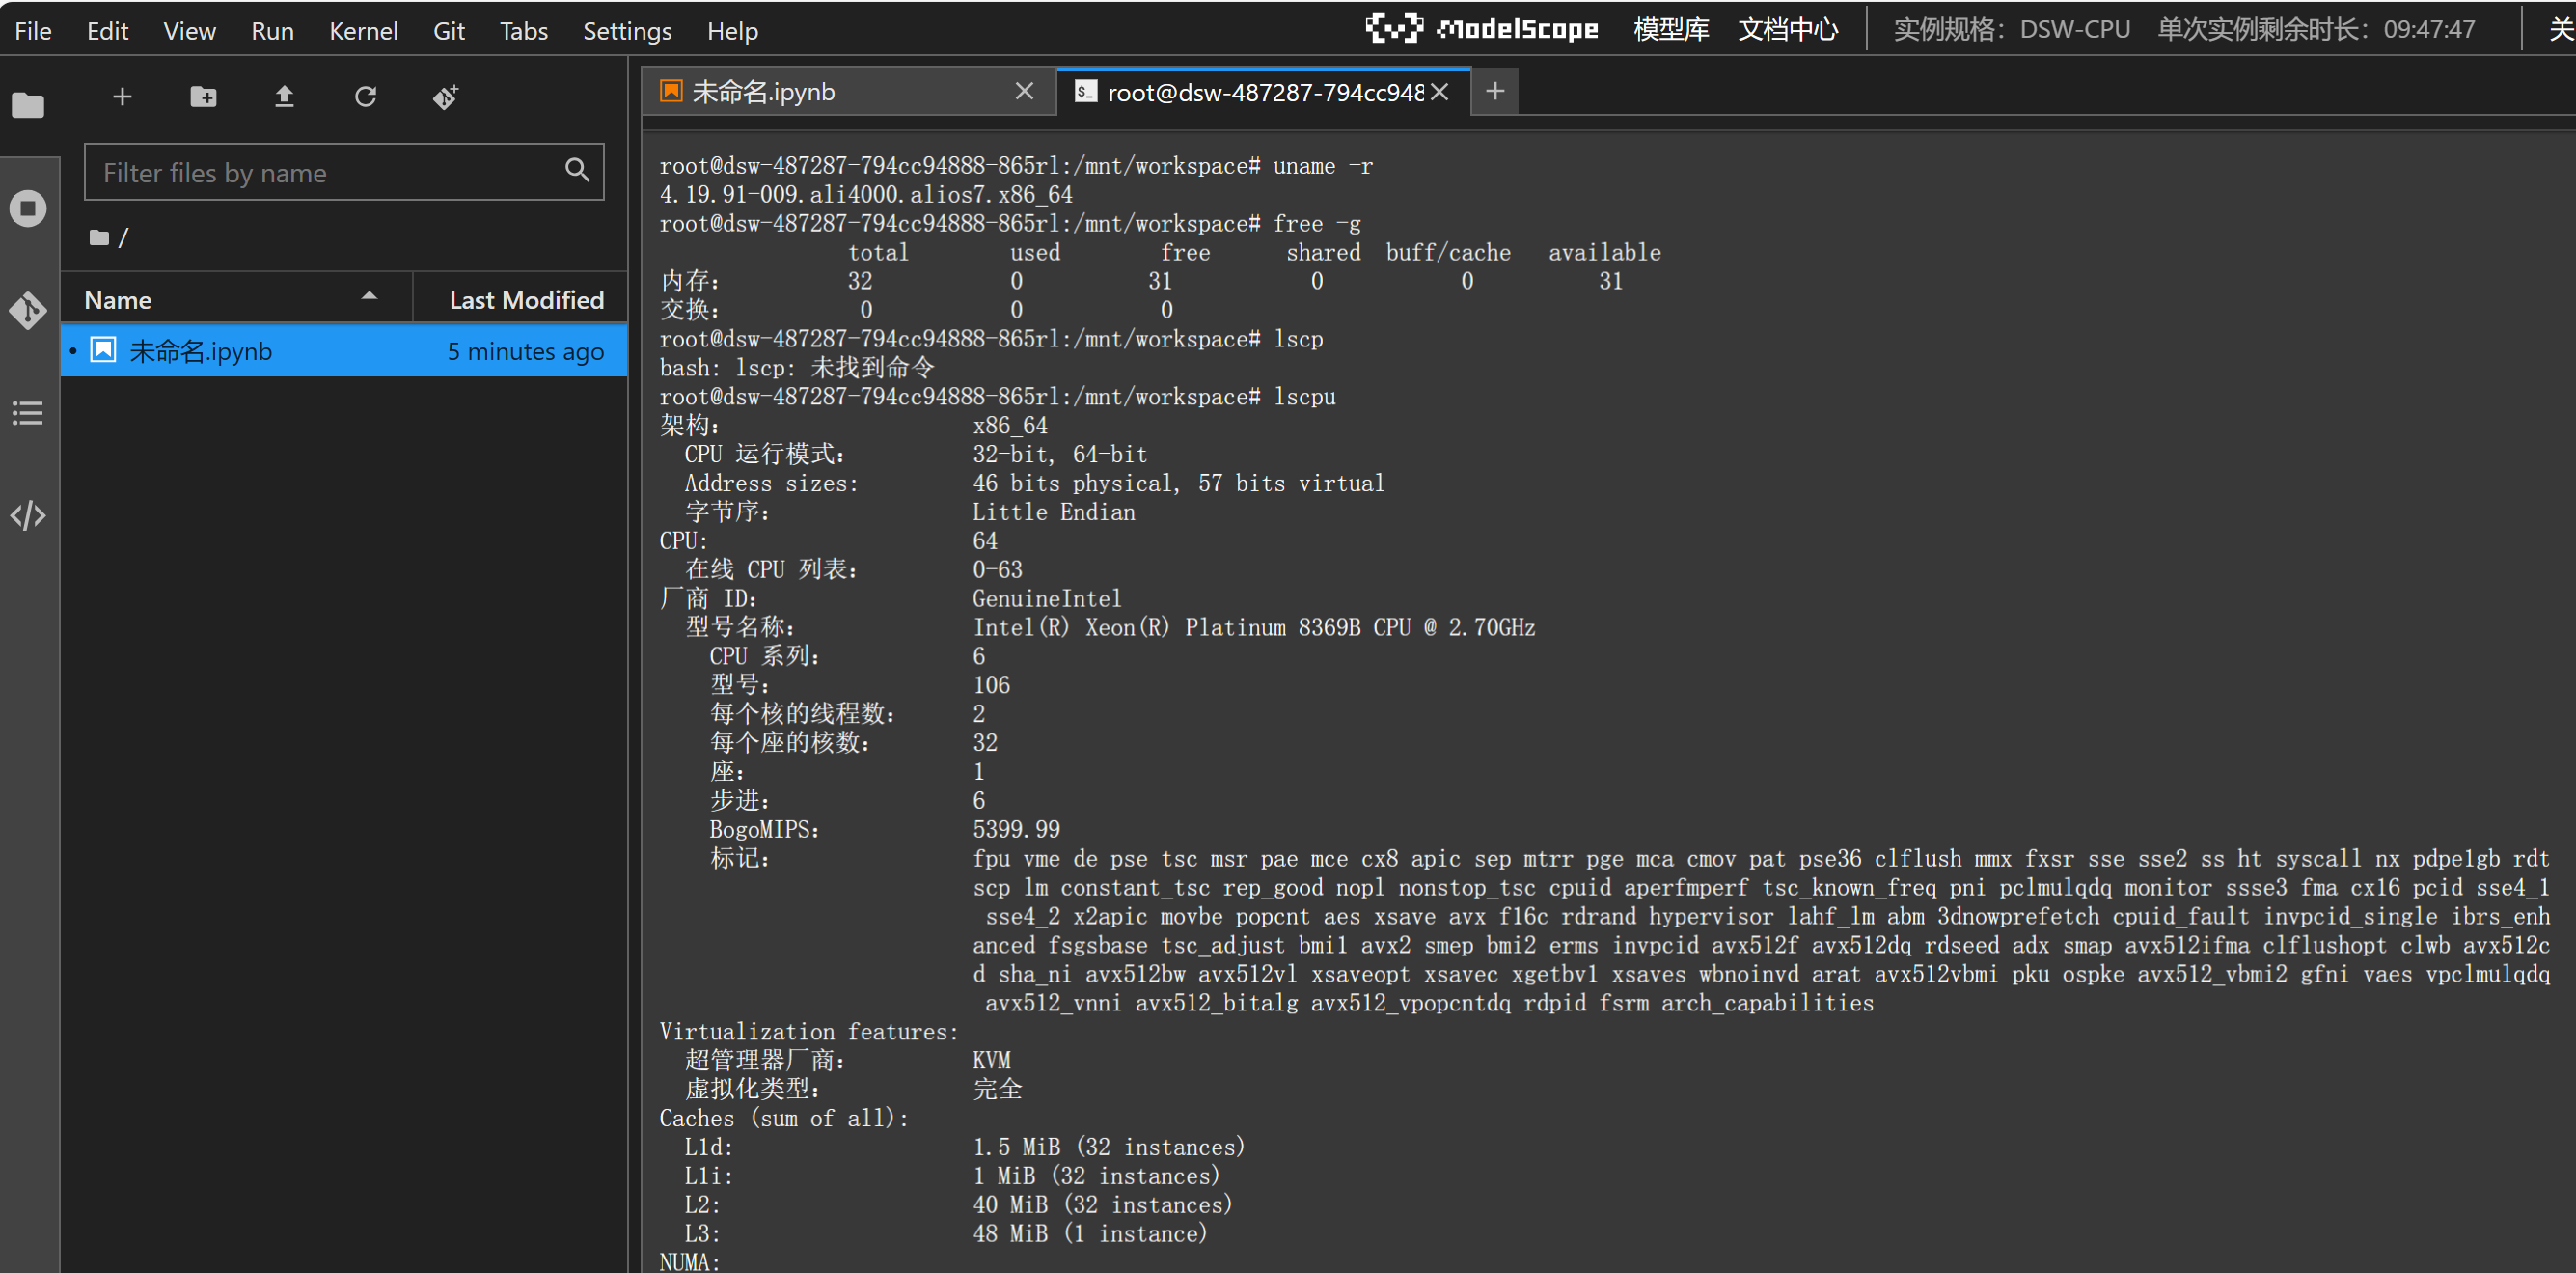 File Edit View Run Kernel Git Tabs Settings Help
ModelScope 模型库 文档中心 实例规格：DSW-CPU 单次实例剩余时长：09:47:47 关
未命名.ipynb
root@dsw-487287-794cc948
Filter files by name
/
Name Last Modified
未命名.ipynb 5 minutes ago
root@dsw-487287-794cc94888-865rl:/mnt/workspace# uname -r
4.19.91-009.ali4000.alios7.x86_64
root@dsw-487287-794cc94888-865rl:/mnt/workspace# free -g
total used free shared buff/cache available
内存： 32 0 31 0 0 31
交换： 0 0 0
root@dsw-487287-794cc94888-865rl:/mnt/workspace# lscp
bash: lscp: 未找到命令
root@dsw-487287-794cc94888-865rl:/mnt/workspace# lscpu
架构： x86_64
CPU 运行模式： 32-bit, 64-bit
Address sizes: 46 bits physical, 57 bits virtual
字节序： Little Endian
CPU: 64
在线 CPU 列表： 0-63
厂商 ID： GenuineIntel
型号名称： Intel(R) Xeon(R) Platinum 8369B CPU @ 2.70GHz
CPU 系列： 6
型号： 106
每个核的线程数： 2
每个座的核数： 32
座： 1
步进： 6
BogoMIPS： 5399.99
标记： fpu vme de pse tsc msr pae mce cx8 apic sep mtrr pge mca cmov pat pse36 clflush mmx fxsr sse sse2 ss ht syscall nx pdpe1gb rdt
scp lm constant_tsc rep_good nopl nonstop_tsc cpuid aperfmperf tsc_known_freq pni pclmulqdq monitor ssse3 fma cx16 pcid sse4_1
sse4_2 x2apic movbe popcnt aes xsave avx f16c rdrand hypervisor lahf_lm abm 3dnowprefetch cpuid_fault invpcid_single ibrs_enh
anced fsgsbase tsc_adjust bmi1 avx2 smep bmi2 erms invpcid avx512f avx512dq rdseed adx smap avx512ifma clflushopt clwb avx512c
d sha_ni avx512bw avx512vl xsaveopt xsavec xgetbv1 xsaves wbnoinvd arat avx512vbmi pku ospke avx512_vbmi2 gfni vaes vpclmulqdq
avx512_vnni avx512_bitalg avx512_vpopcntdq rdpid fsrm arch_capabilities
Virtualization features:
超管理器厂商： KVM
虚拟化类型： 完全
Caches (sum of all):
L1d: 1.5 MiB (32 instances)
L1i: 1 MiB (32 instances)
L2: 40 MiB (32 instances)
L3: 48 MiB (1 instance)
NUMA: